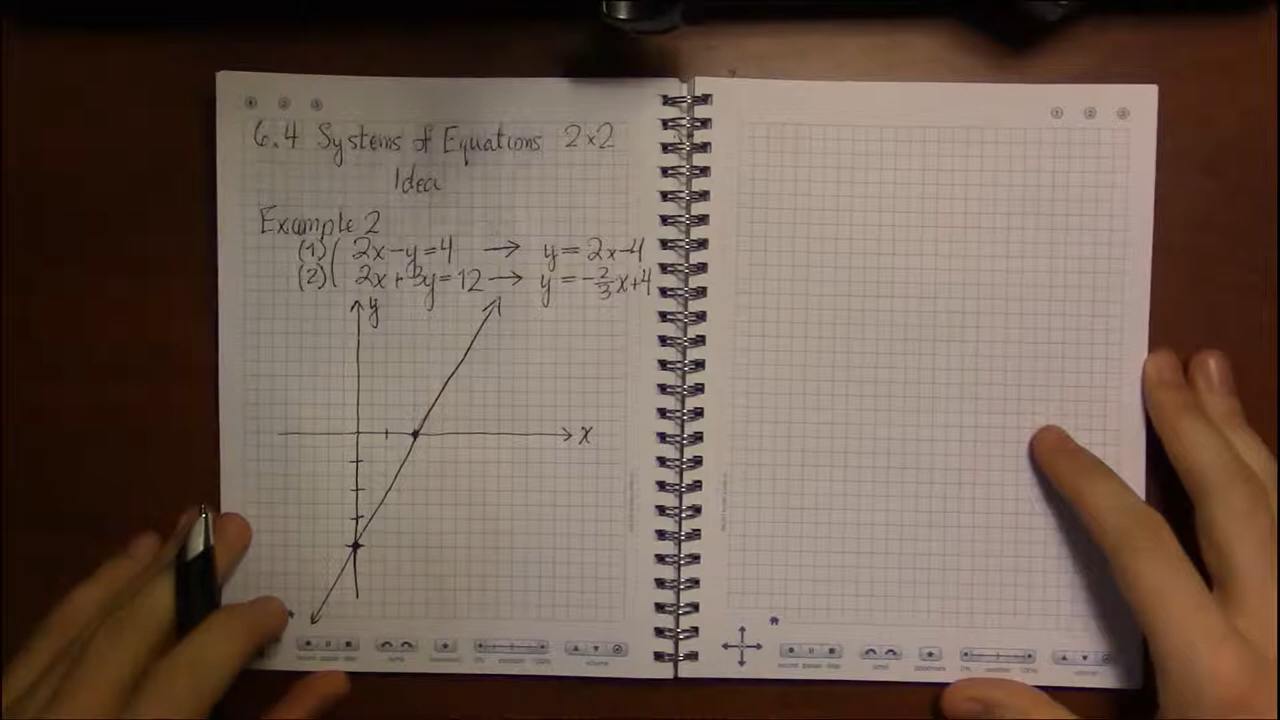 6.4 Systems of Equations 2×2
Idea
Example 2
(1) ( 2x-y=4 → y=2x-4
(2) ( 2x+3y=12 → y=-2/3x+4
y
x